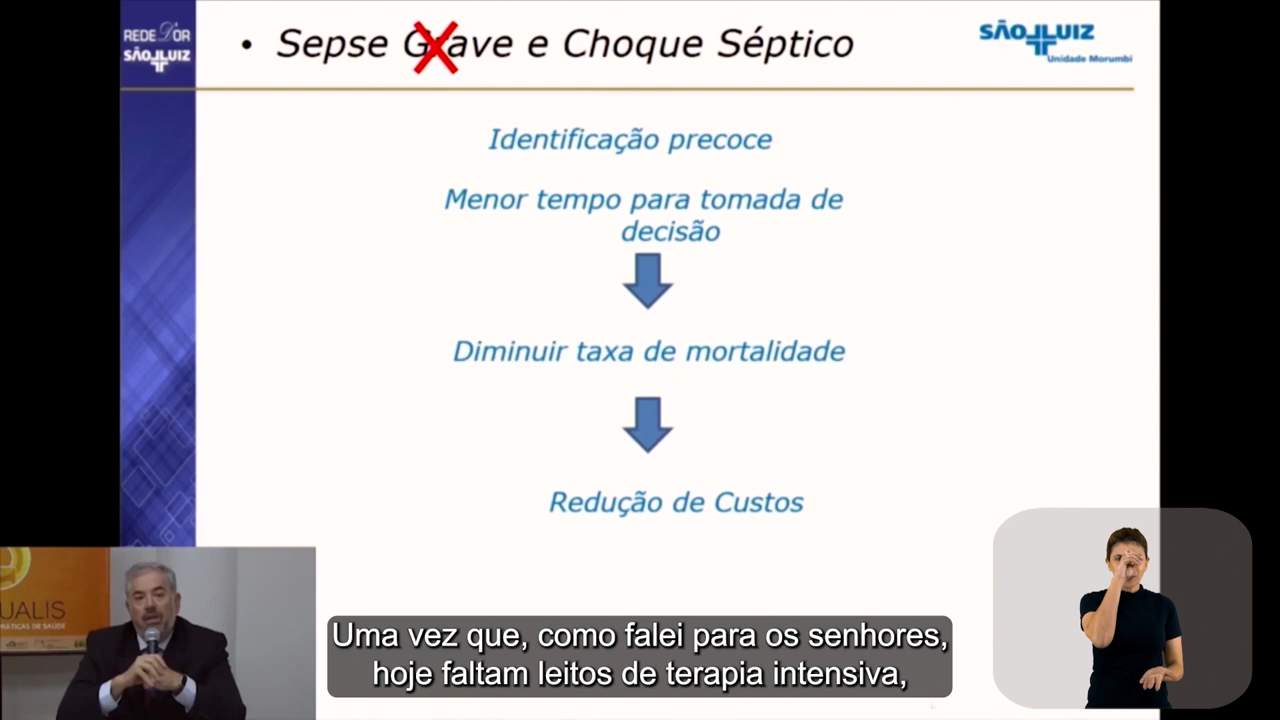 REDE D'OR
SÃO LUIZ
• Sepse Grave e Choque Séptico
SÃO LUIZ
Unidade Morumbi
Identificação precoce
Menor tempo para tomada de
decisão
Diminuir taxa de mortalidade
Redução de Custos
UALIS
PRÁTICAS DE SAÚDE
Uma vez que, como falei para os senhores,
hoje faltam leitos de terapia intensiva,